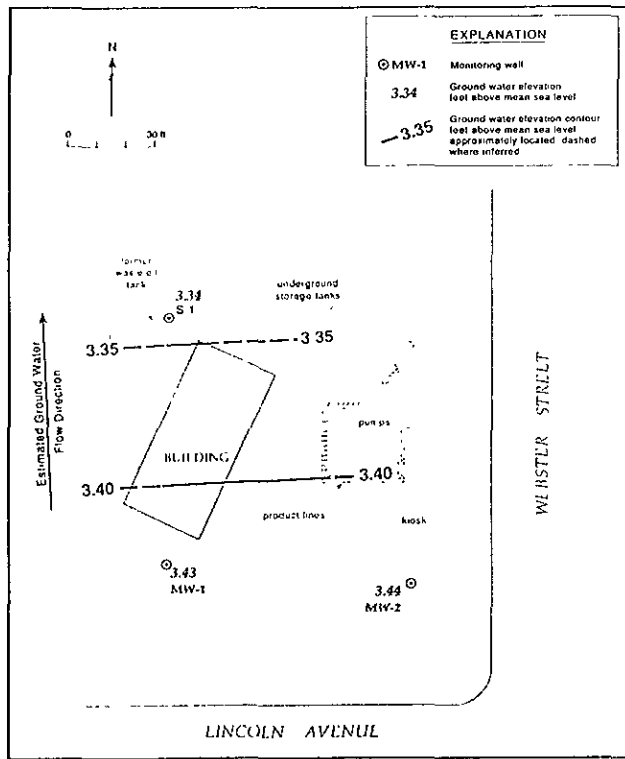 EXPLANATION
MW-1 Monitoring well
3.34 Ground water elevation
feet above mean sea level
3.35 Ground water elevation contour
feet above mean sea level
approximately located dashed
where inferred
N
0 30 ft
former
waste oil
tank
3.34
S 1
underground
storage tanks
3.35 3.35
Estimated Ground Water
Flow Direction
BUILDING
pumps
3.40 3.40
product lines
kiosk
3.43
MW-1
3.44
MW-2
WEBSTER STREET
LINCOLN AVENUE